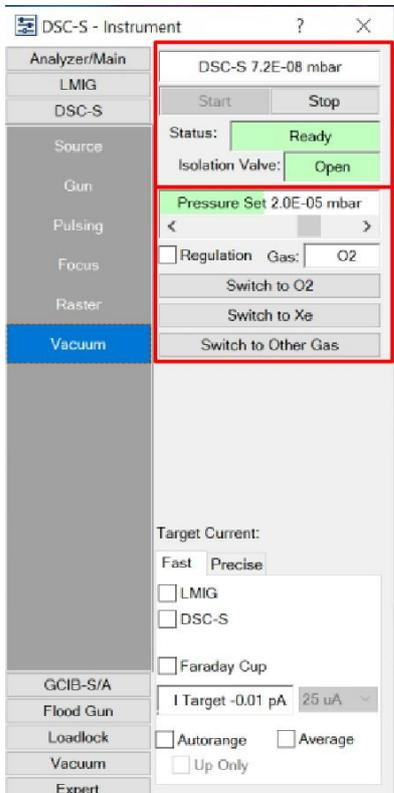 DSC-S - Instrument ? ×
Analyzer/Main
LMIG
DSC-S
Source
Gun
Pulsing
Focus
Raster
Vacuum
DSC-S 7.2E-08 mbar
Start Stop
Status: Ready
Isolation Valve: Open
Pressure Set 2.0E-05 mbar
< >
Regulation Gas: O2
Switch to O2
Switch to Xe
Switch to Other Gas
Target Current:
Fast Precise
LMIG
DSC-S
Faraday Cup
I Target -0.01 pA 25 uA
Autorange Average
Up Only
GCIB-S/A
Flood Gun
Loadlock
Vacuum
Expert